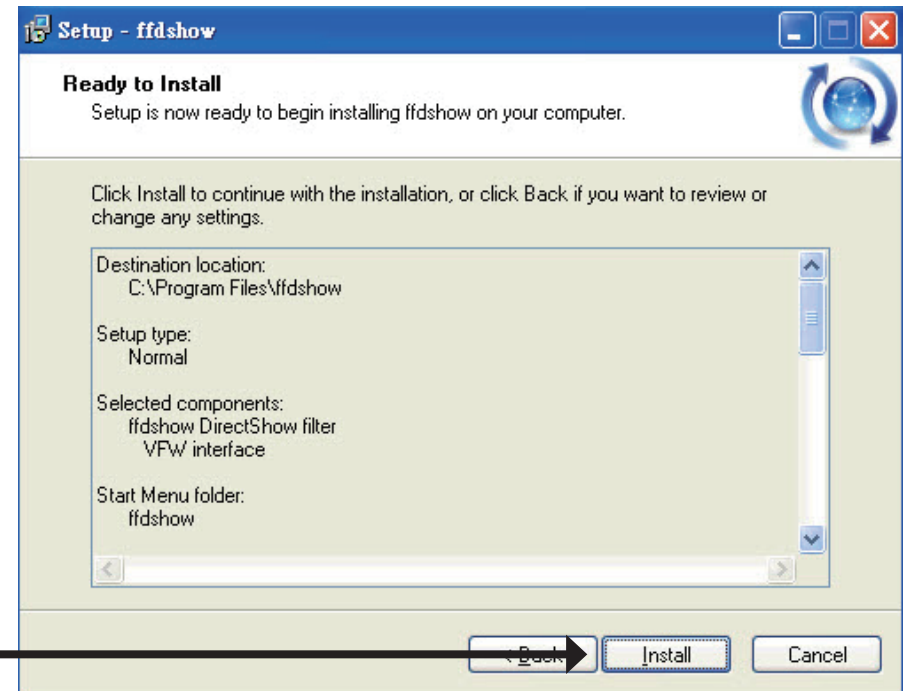 Setup - ffdshow
Ready to Install
Setup is now ready to begin installing ffdshow on your computer.
Click Install to continue with the installation, or click Back if you want to review or
change any settings.
Destination location:
C:\Program Files\ffdshow
Setup type:
Normal
Selected components:
ffdshow DirectShow filter
VFW interface
Start Menu folder:
ffdshow
< Back
Install
Cancel